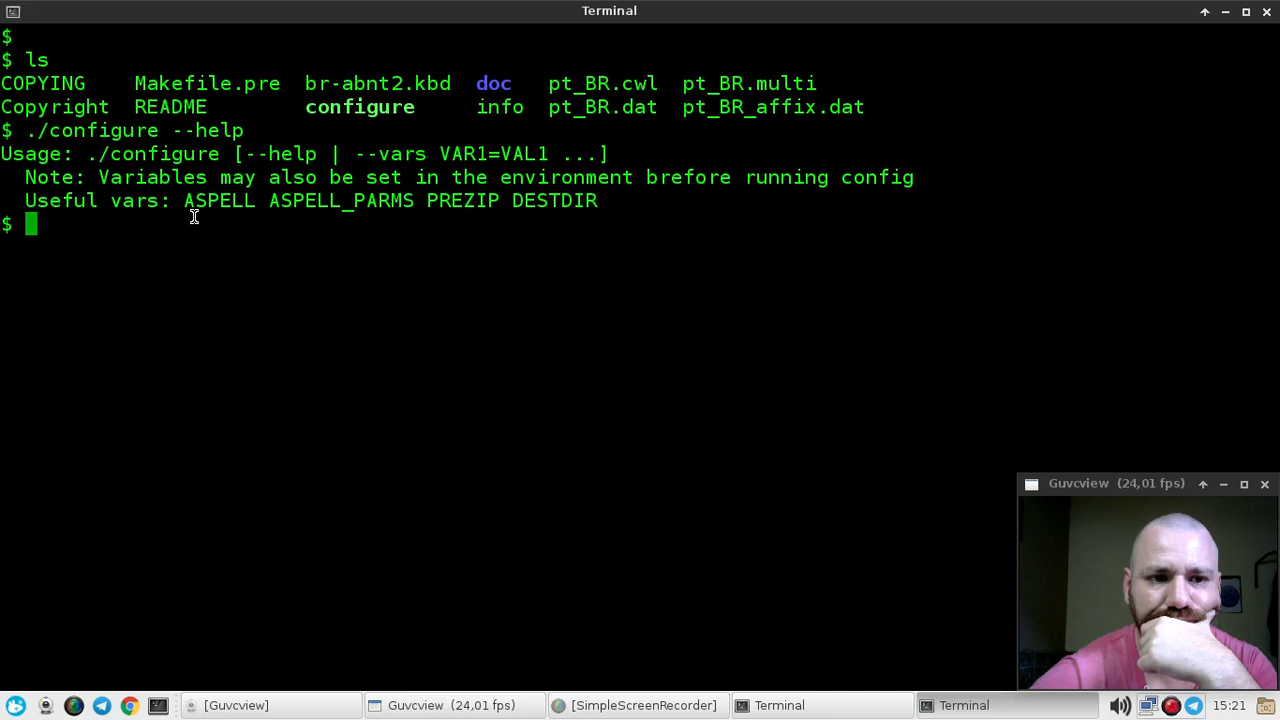 Terminal
$
$ ls
COPYING Makefile.pre br-abnt2.kbd doc pt_BR.cwl pt_BR.multi
Copyright README configure info pt_BR.dat pt_BR_affix.dat
$ ./configure --help
Usage: ./configure [--help | --vars VAR1=VAL1 ...]
Note: Variables may also be set in the environment brefore running config
Useful vars: ASPELL ASPELL_PARMS PREZIP DESTDIR
$
Guvcview (24,01 fps)
[Guvcview] Guvcview (24,01 fps) [SimpleScreenRecorder] Terminal Terminal 15:21